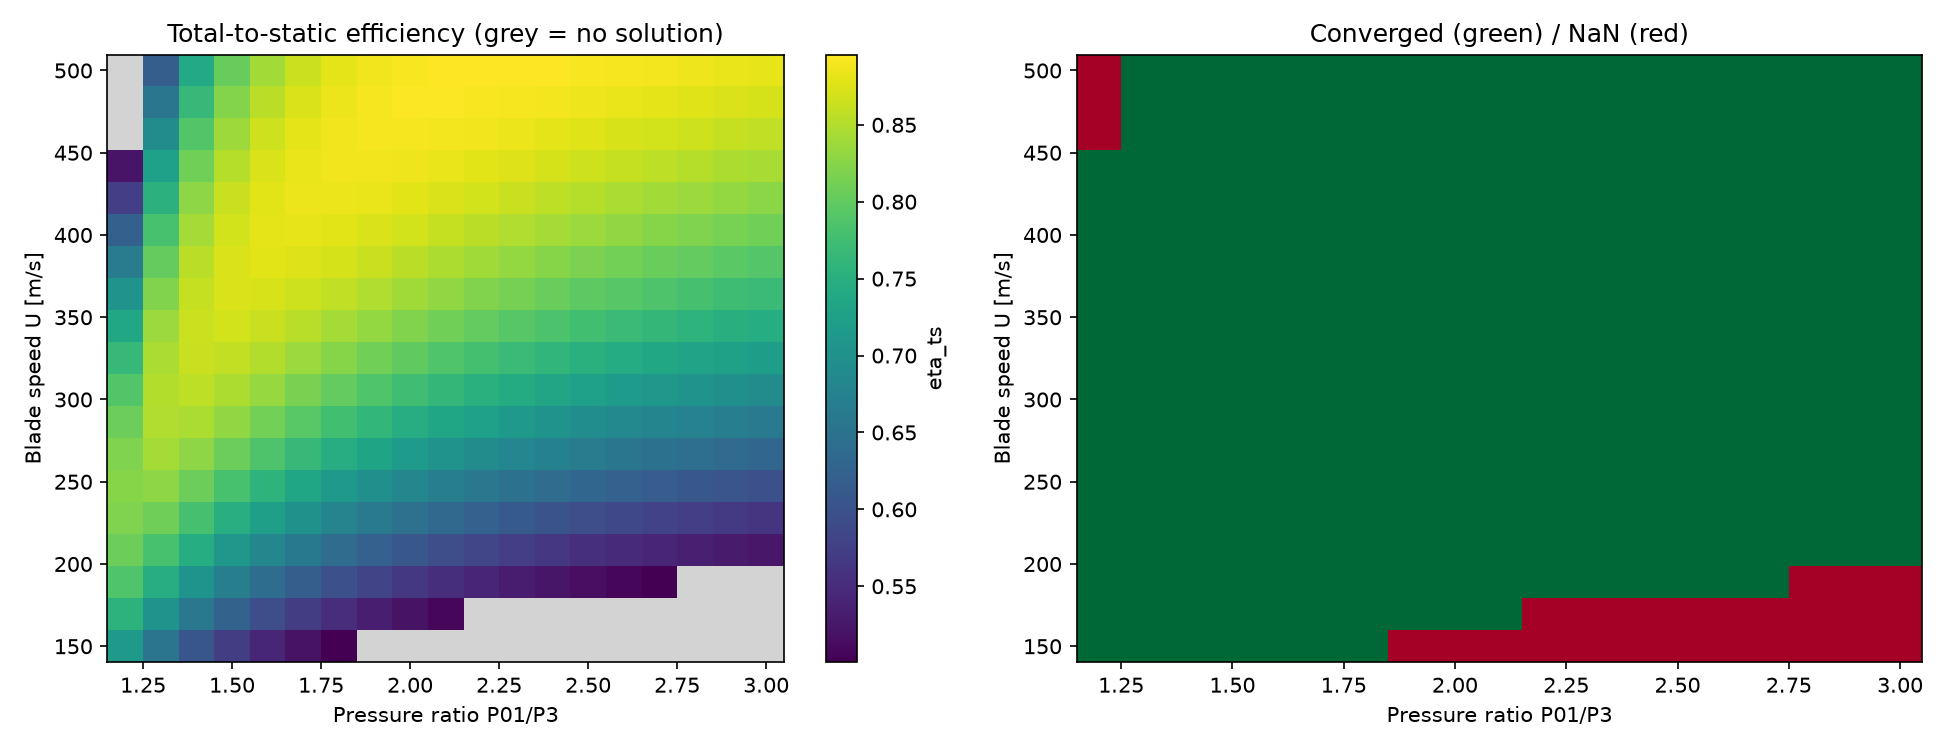 Total-to-static efficiency (grey = no solution)
Blade speed U [m/s]
500
450
400
350
300
250
200
150
1.25 1.50 1.75 2.00 2.25 2.50 2.75 3.00
Pressure ratio P01/P3
0.85
0.80
0.75
0.70
0.65
0.60
0.55
eta_ts
Converged (green) / NaN (red)
Blade speed U [m/s]
500
450
400
350
300
250
200
150
1.25 1.50 1.75 2.00 2.25 2.50 2.75 3.00
Pressure ratio P01/P3